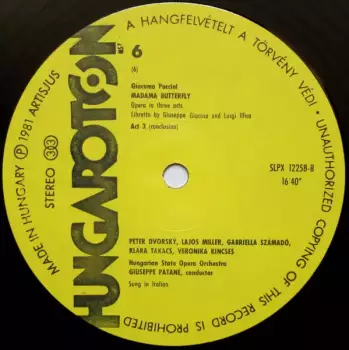 A HANGFELVÉTELT A TÖRVÉNY VÉDI · UNAUTHORIZED COPYING OF THIS RECORD IS PROHIBITED
MADE IN HUNGARY Ⓟ 1981 ARTISJUS
STEREO 33
HUNGAROTON
6
(6)
Giacomo Puccini
MADAMA BUTTERFLY
Opera in three acts
Libretto by Giuseppe Giacosa and Luigi Illica
Act 3 (conclusion)
SLPX 12258-B
16'40"
PETER DVORSKY, LAJOS MILLER, GABRIELLA SZÁMADÓ,
KLÁRA TAKÁCS, VERONIKA KINCSES
Hungarian State Opera Orchestra
GIUSEPPE PATANE, conductor
Sung in Italian